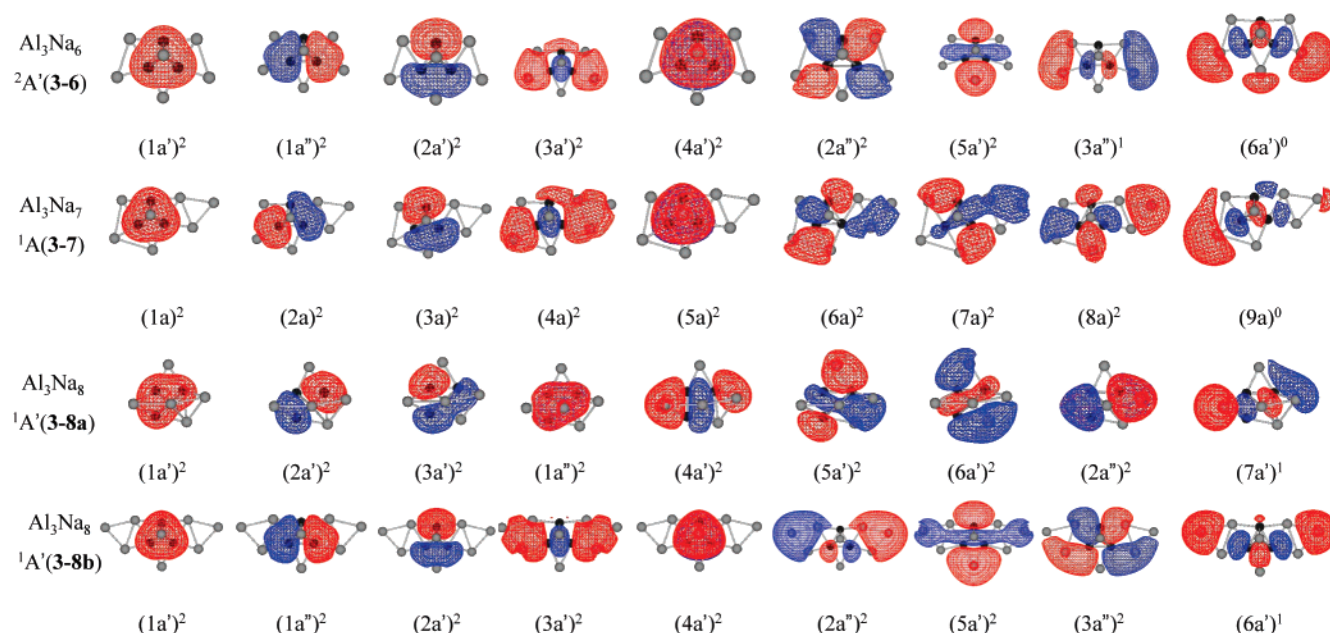 Al₃Na₆
²A’(3-6)
(1a’)² (1a”)² (2a’)² (3a’)² (4a’)² (2a”)² (5a’)² (3a”)¹ (6a’)⁰
Al₃Na₇
¹A(3-7)
(1a)² (2a)² (3a)² (4a)² (5a)² (6a)² (7a)² (8a)² (9a)⁰
Al₃Na₈
¹A’(3-8a)
(1a’)² (2a’)² (3a’)² (1a”)² (4a’)² (5a’)² (6a’)² (2a”)² (7a’)¹
Al₃Na₈
¹A’(3-8b)
(1a’)² (1a”)² (2a’)² (3a’)² (4a’)² (2a”)² (5a’)² (3a”)² (6a’)¹